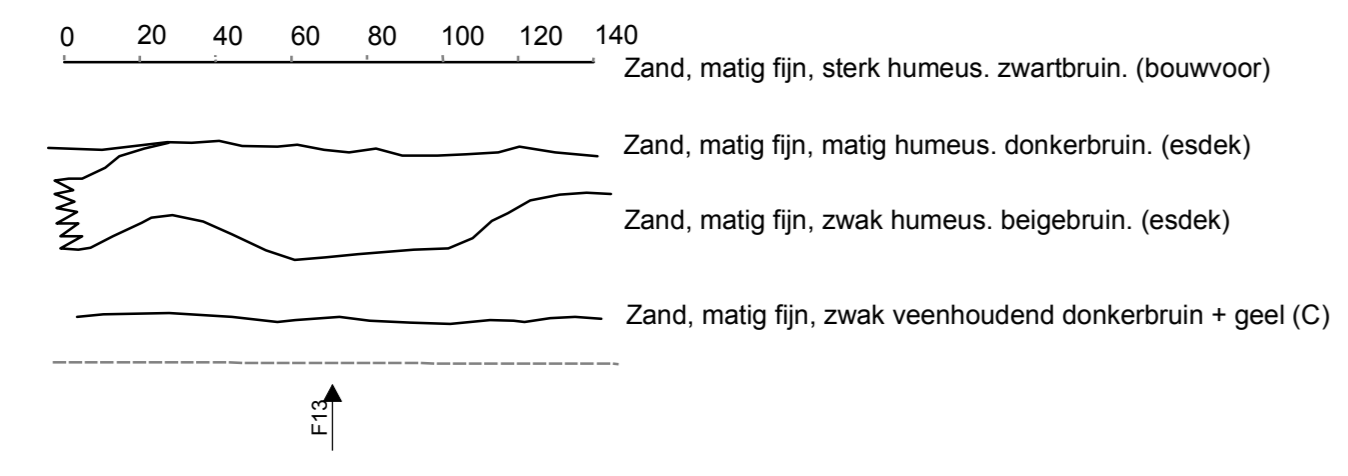 0 20 40 60 80 100 120 140
Zand, matig fijn, sterk humeus. zwartbruin. (bouwvoor)
Zand, matig fijn, matig humeus. donkerbruin. (esdek)
Zand, matig fijn, zwak humeus. beigebruin. (esdek)
Zand, matig fijn, zwak veenhoudend donkerbruin + geel (C)
F13